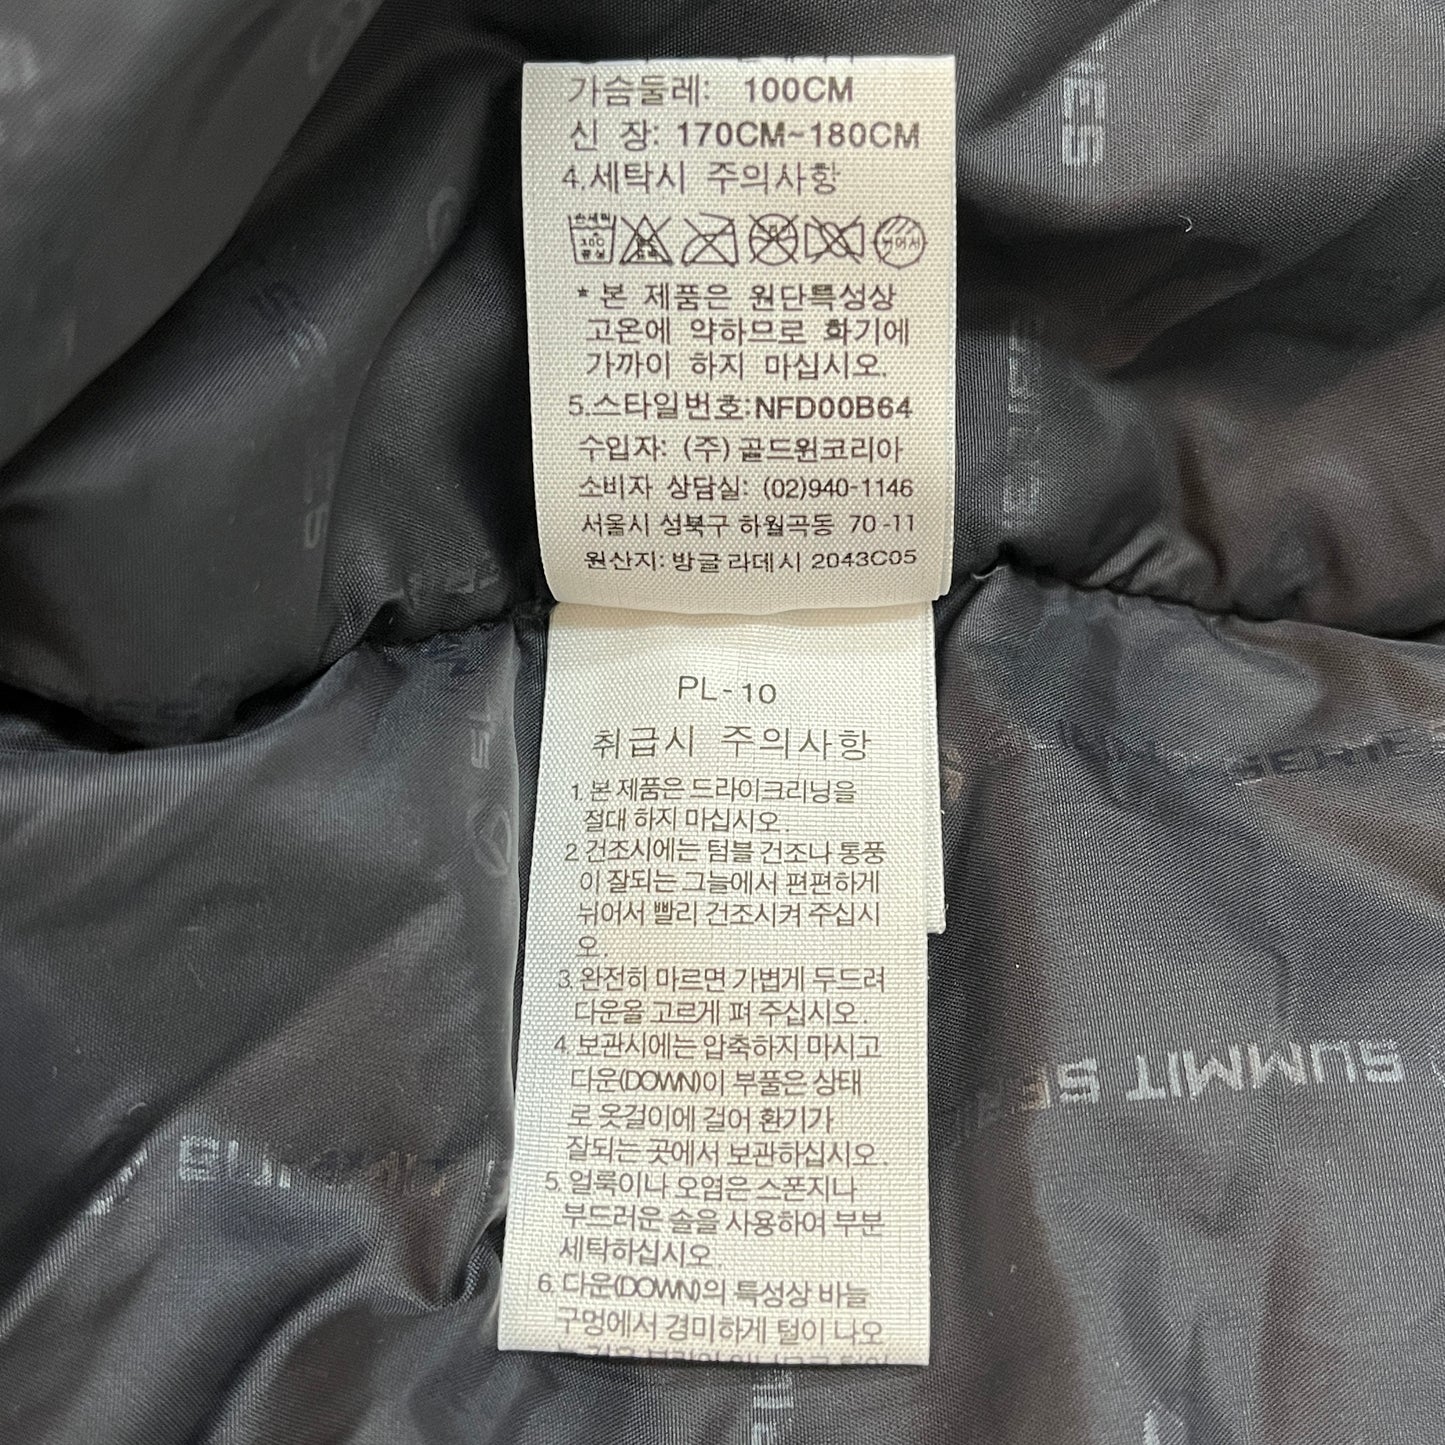 가슴둘레: 100CM
신 장: 170CM~180CM
4.세탁시 주의사항
손세탁
30℃
중성
뉘어서
* 본 제품은 원단특성상
고온에 약하므로 화기에
가까이 하지 마십시오.
5.스타일번호:NFD00B64
수입자: (주)골드윈코리아
소비자 상담실: (02)940-1146
서울시 성북구 하월곡동 70-11
원산지: 방글라데시 2043C05
PL-10
취급시 주의사항
1. 본 제품은 드라이크리닝을
절대 하지 마십시오.
2. 건조시에는 텀블 건조나 통풍
이 잘되는 그늘에서 편편하게
뉘어서 빨리 건조시켜 주십시
오.
3. 완전히 마르면 가볍게 두드려
다운을 고르게 펴 주십시오.
4. 보관시에는 압축하지 마시고
다운(DOWN)이 부풀은 상태
로 옷걸이에 걸어 환기가
잘되는 곳에서 보관하십시오.
5. 얼룩이나 오염은 스폰지나
부드러운 솔을 사용하여 부분
세탁하십시오.
6. 다운(DOWN)의 특성상 바늘
구멍에서 경미하게 털이 나오
SUMMIT SERIES